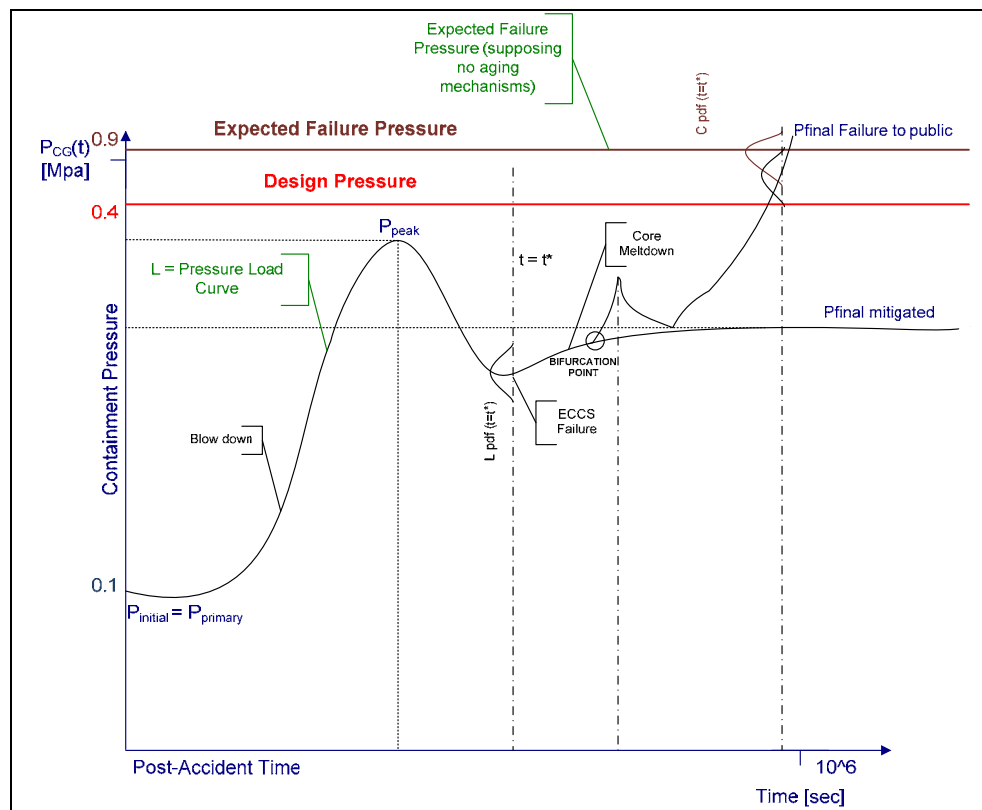 Expected Failure
Pressure (supposing
no aging
mechanisms)
C pdf (t=t*)
0.9
Expected Failure Pressure
Pfinal Failure to public
P_CG(t)
[Mpa]
Design Pressure
0.4
P_peak
Core
Meltdown
t = t*
L = Pressure Load
Curve
Pfinal mitigated
BIFURCATION
POINT
Containment Pressure
L pdf (t=t*)
ECCS
Failure
Blow down
0.1
P_initial = P_primary
Post-Accident Time
10^6
Time [sec]